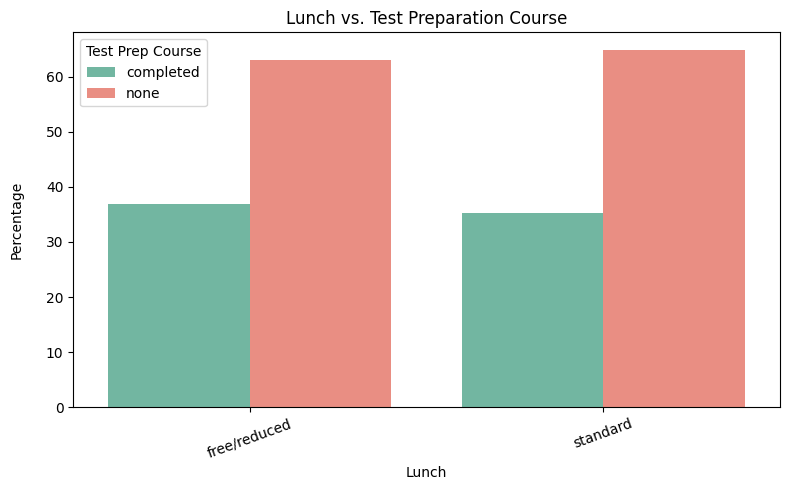 Lunch vs. Test Preparation Course
Test Prep Course
completed
none
Percentage
60
50
40
30
20
10
0
free/reduced
standard
Lunch